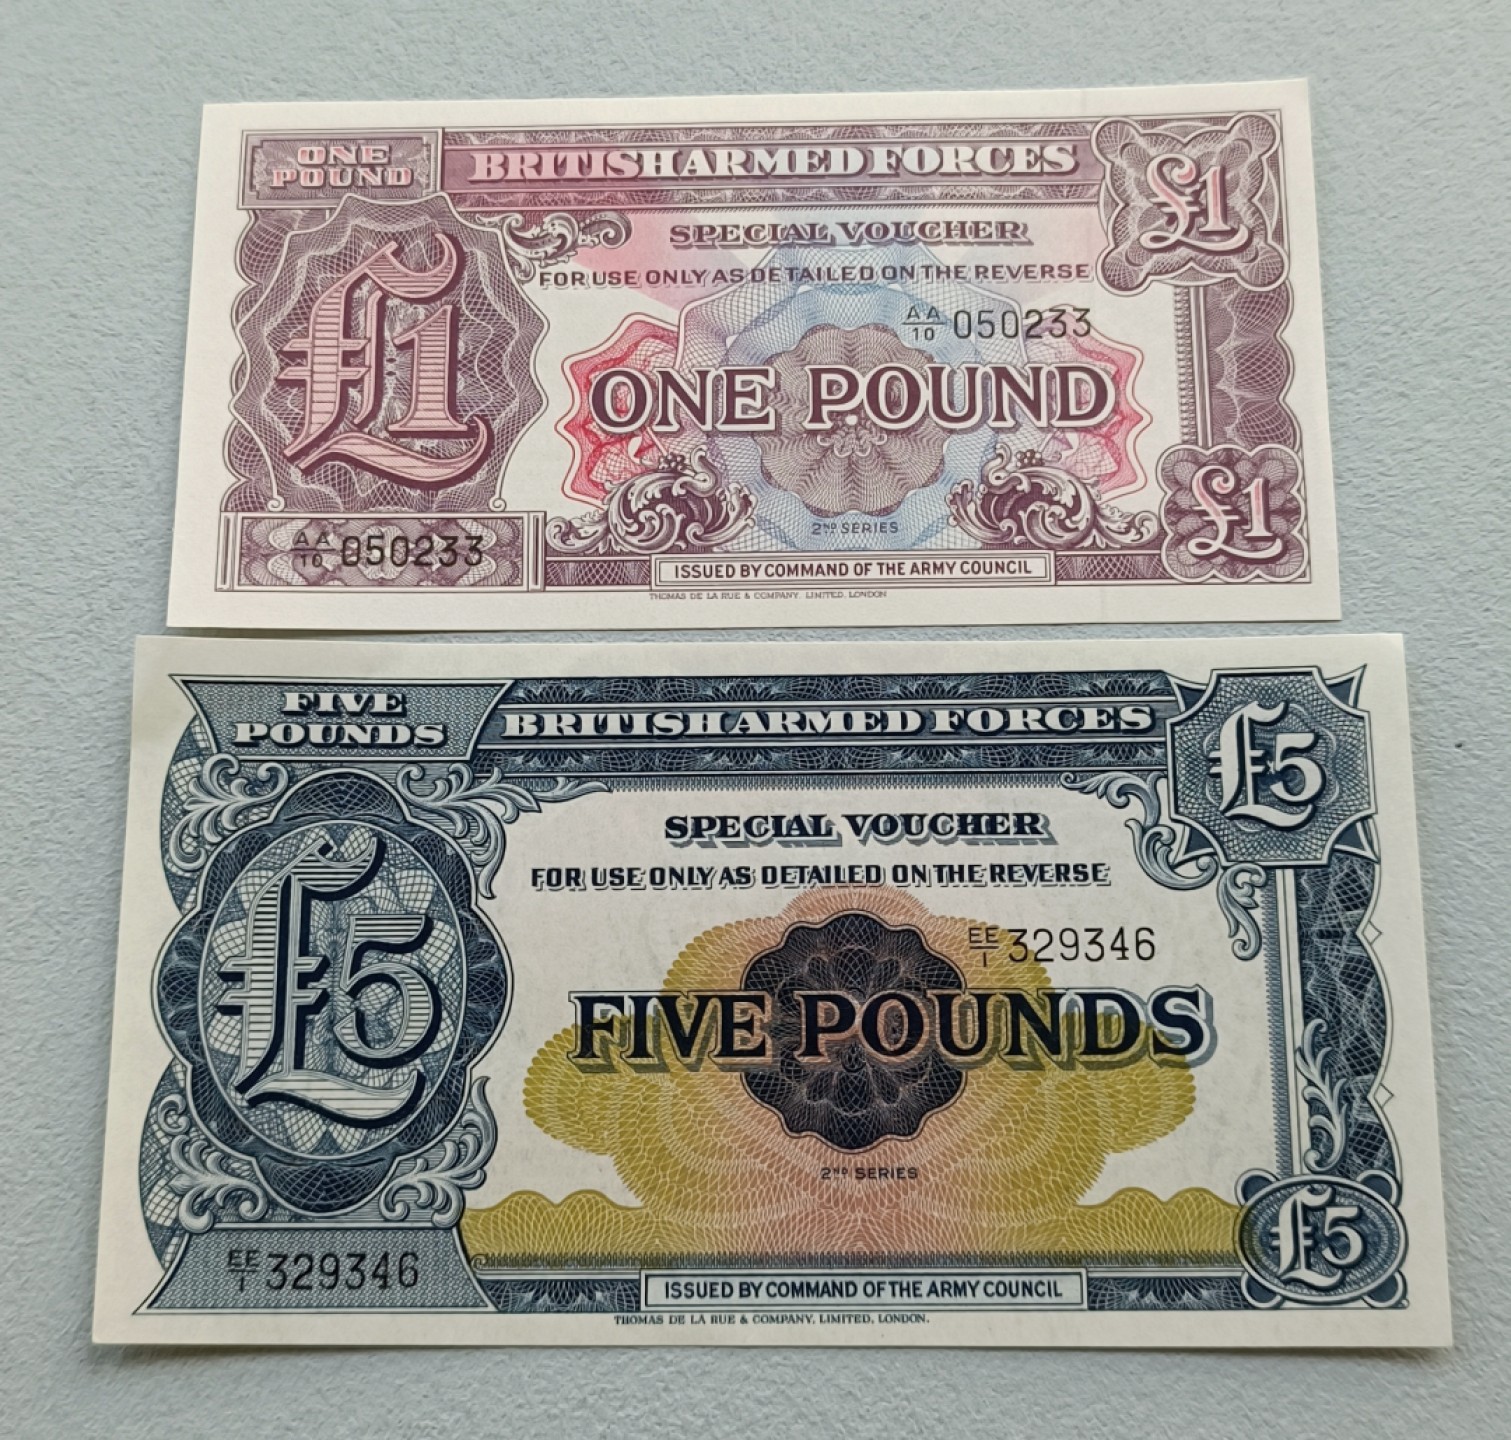 ONE
POUND
BRITISH ARMED FORCES
£1
SPECIAL VOUCHER
FOR USE ONLY AS DETAILED ON THE REVERSE
£1
AA/10 050233
ONE POUND
2ND SERIES
£1
AA/10 050233
ISSUED BY COMMAND OF THE ARMY COUNCIL
THOMAS DE LA RUE & COMPANY, LIMITED, LONDON
FIVE
POUNDS
BRITISH ARMED FORCES
£5
SPECIAL VOUCHER
FOR USE ONLY AS DETAILED ON THE REVERSE
£5
EE/1 329346
FIVE POUNDS
2ND SERIES
£5
EE/1 329346
ISSUED BY COMMAND OF THE ARMY COUNCIL
THOMAS DE LA RUE & COMPANY, LIMITED, LONDON.